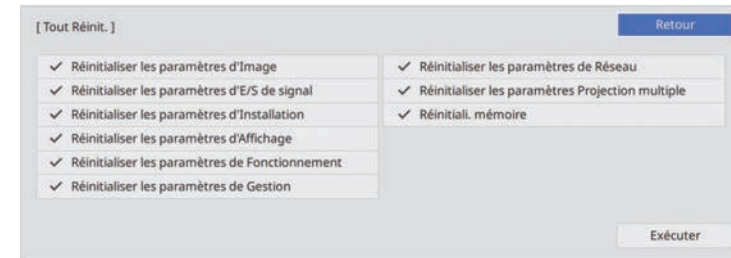 [ Tout Réinit. ]
Retour
Réinitialiser les paramètres d'Image
Réinitialiser les paramètres d'E/S de signal
Réinitialiser les paramètres d'Installation
Réinitialiser les paramètres d'Affichage
Réinitialiser les paramètres de Fonctionnement
Réinitialiser les paramètres de Gestion
Réinitialiser les paramètres de Réseau
Réinitialiser les paramètres Projection multiple
Réinitiali. mémoire
Exécuter